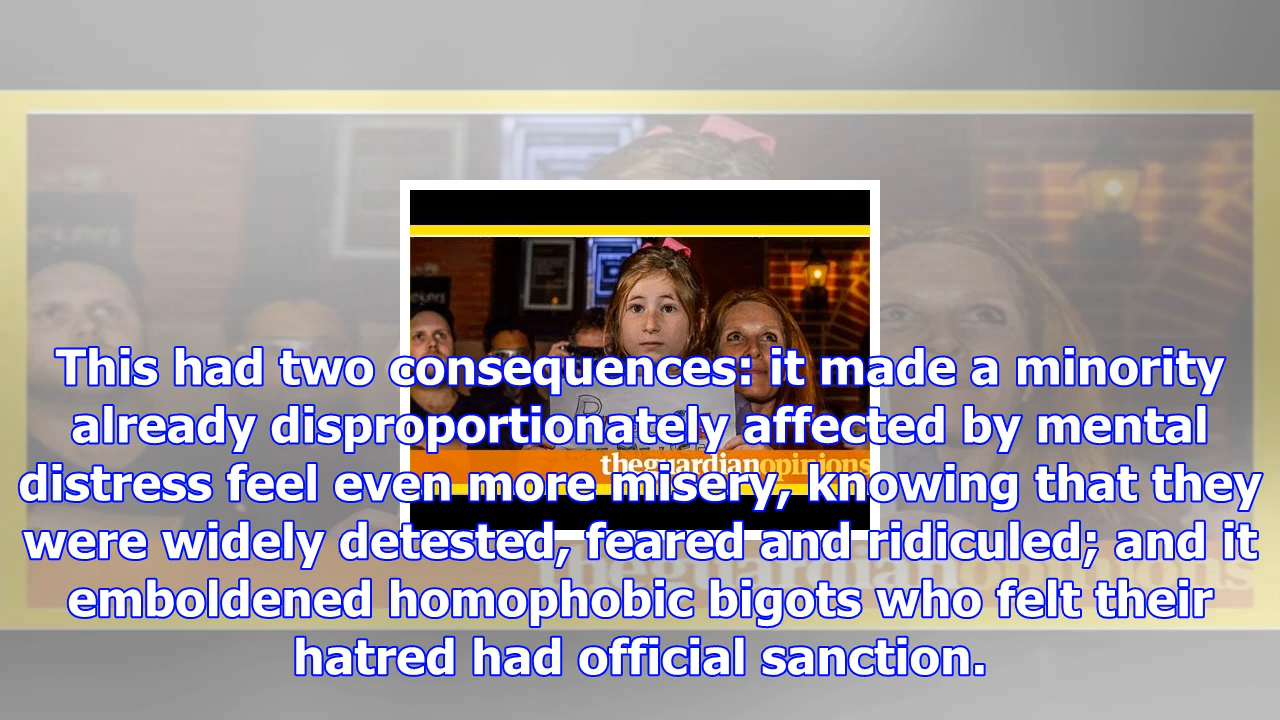 This had two consequences: it made a minority
already disproportionately affected by mental
theguardianopinions
distress feel even more misery, knowing that they
were widely detested, feared and ridiculed; and it
emboldened homophobic bigots who felt their
hatred had official sanction.